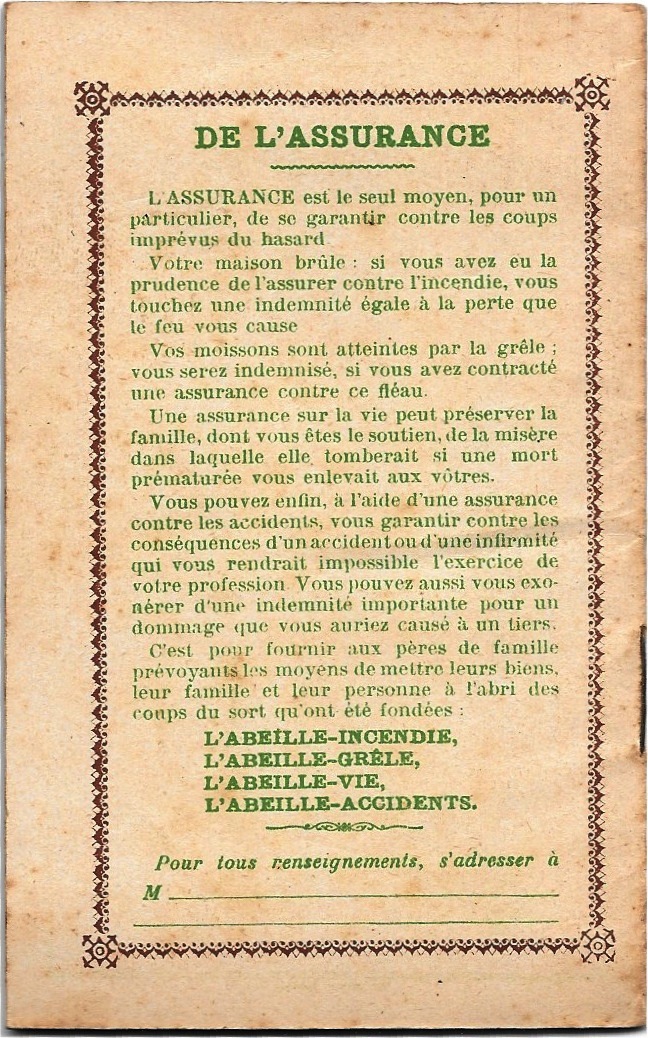 DE L'ASSURANCE
L'ASSURANCE est le seul moyen, pour un
particulier, de se garantir contre les coups
imprévus du hasard
Votre maison brûle : si vous avez eu la
prudence de l'assurer contre l'incendie, vous
touchez une indemnité égale à la perte que
le feu vous cause
Vos moissons sont atteintes par la grêle ;
vous serez indemnisé, si vous avez contracté
une assurance contre ce fléau.
Une assurance sur la vie peut préserver la
famille, dont vous êtes le soutien, de la misère
dans laquelle elle tomberait si une mort
prématurée vous enlevait aux vôtres.
Vous pouvez enfin, à l'aide d'une assurance
contre les accidents, vous garantir contre les
conséquences d'un accident ou d'une infirmité
qui vous rendrait impossible l'exercice de
votre profession Vous pouvez aussi vous exo-
nérer d'une indemnité importante pour un
dommage que vous auriez causé à un tiers.
C'est pour fournir aux pères de famille
prévoyants les moyens de mettre leurs biens,
leur famille et leur personne à l'abri des
coups du sort qu'ont été fondées :
L'ABEILLE-INCENDIE,
L'ABEILLE-GRÊLE,
L'ABEILLE-VIE,
L'ABEILLE-ACCIDENTS.
Pour tous renseignements, s'adresser à
M